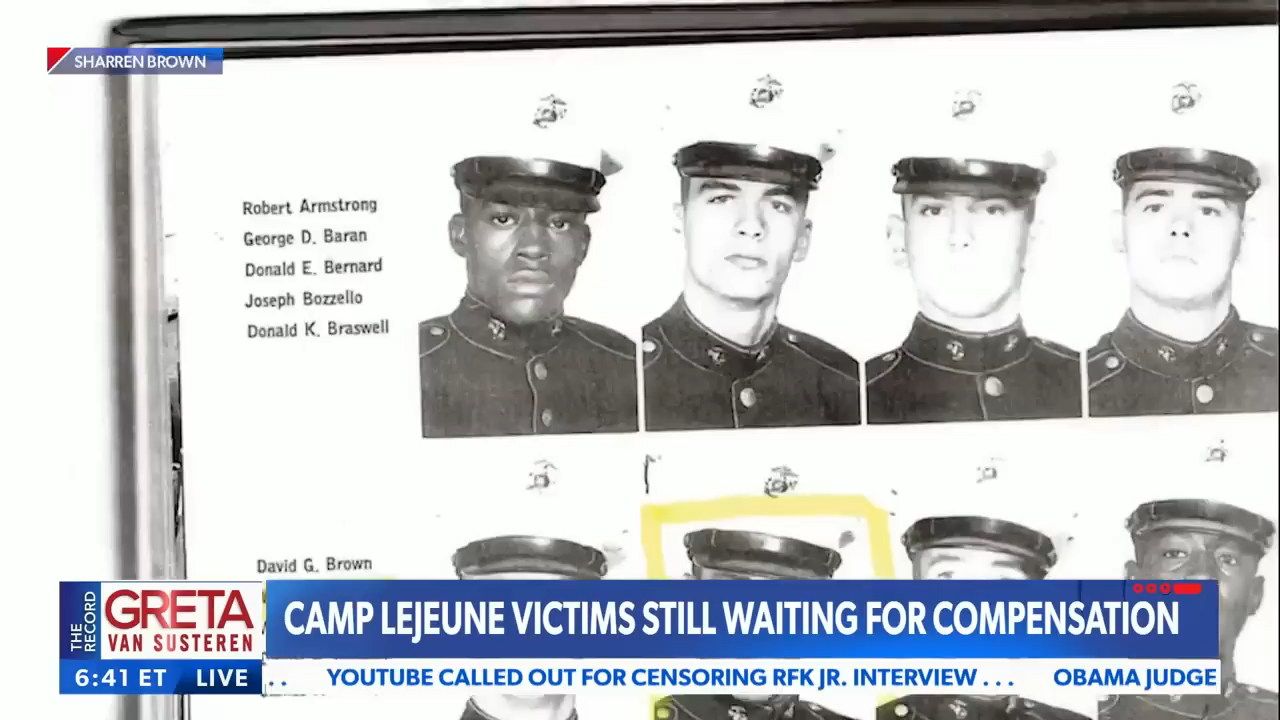 SHARREN BROWN
Robert Armstrong
George D. Baran
Donald E. Bernard
Joseph Bozzello
Donald K. Braswell
David G. Brown
THE RECORD
GRETA
VAN SUSTEREN
CAMP LEJEUNE VICTIMS STILL WAITING FOR COMPENSATION
6:41 ET LIVE
. . YOUTUBE CALLED OUT FOR CENSORING RFK JR. INTERVIEW . . . OBAMA JUDGE